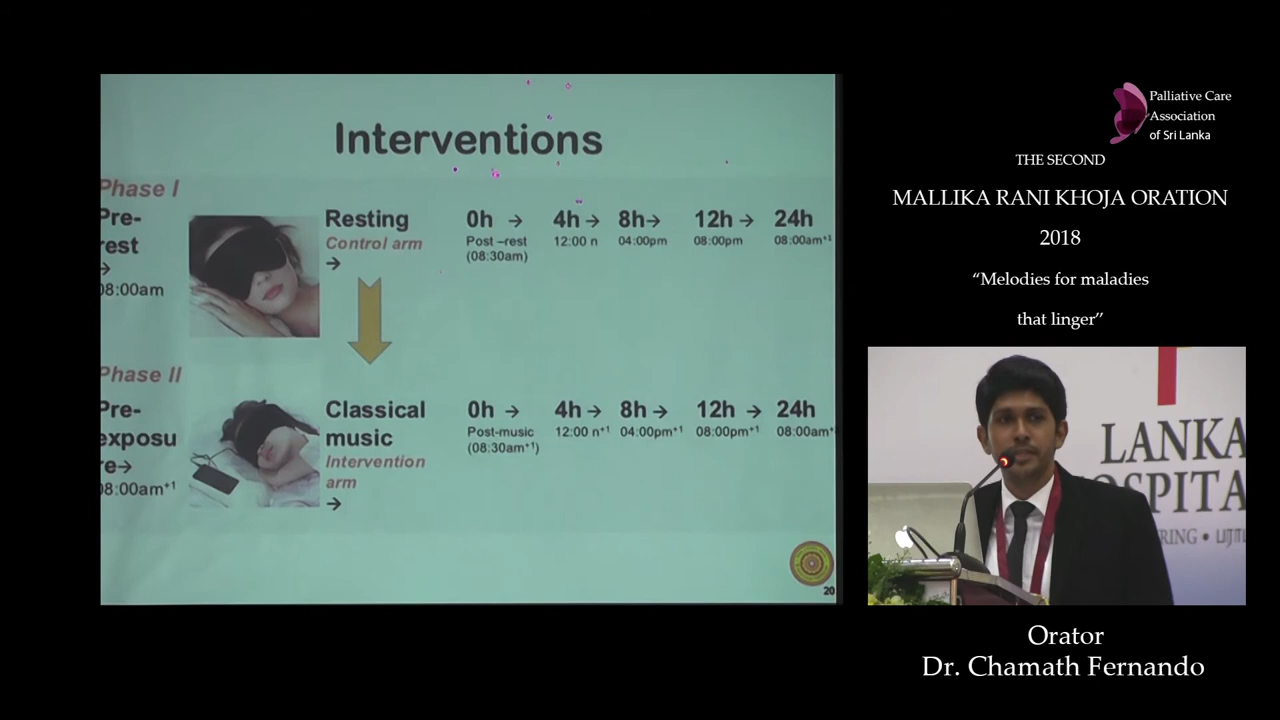 Interventions
Phase I
Pre-
rest
→
08:00am
Resting
Control arm
→
0h → 4h → 8h→ 12h → 24h
Post –rest 12:00 n 04:00pm 08:00pm 08:00am+1
(08:30am)
Phase II
Pre-
exposu
re→
08:00am+1
Classical
music
Intervention
arm
→
0h → 4h → 8h → 12h → 24h
Post-music 12:00 n+1 04:00pm+1 08:00pm+1 08:00am+
(08:30am+1)
20
Palliative Care
Association
of Sri Lanka
THE SECOND
MALLIKA RANI KHOJA ORATION
2018
“Melodies for maladies
that linger”
LANKA
OSPITA
RING •
Orator
Dr. Chamath Fernando